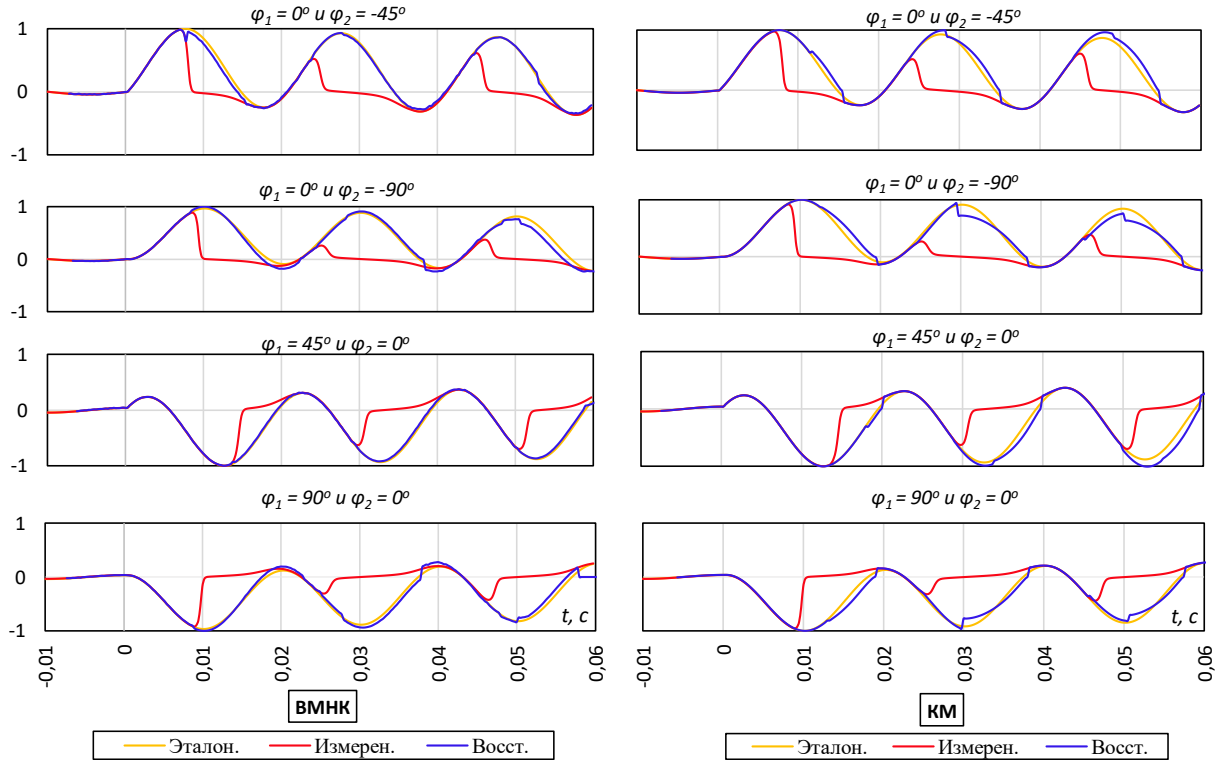 φ1 = 0° и φ2 = -45°
1
0
-1
φ1 = 0° и φ2 = -90°
1
0
-1
φ1 = 45° и φ2 = 0°
1
0
-1
φ1 = 90° и φ2 = 0°
1
0
-1
t, c
-0,01
0
0,01
0,02
0,03
0,04
0,05
0,06
ВМНК
Эталон.
Измерен.
Восст.
φ1 = 0° и φ2 = -45°
φ1 = 0° и φ2 = -90°
φ1 = 45° и φ2 = 0°
φ1 = 90° и φ2 = 0°
t, c
-0,01
0
0,01
0,02
0,03
0,04
0,05
0,06
КМ
Эталон.
Измерен.
Восст.